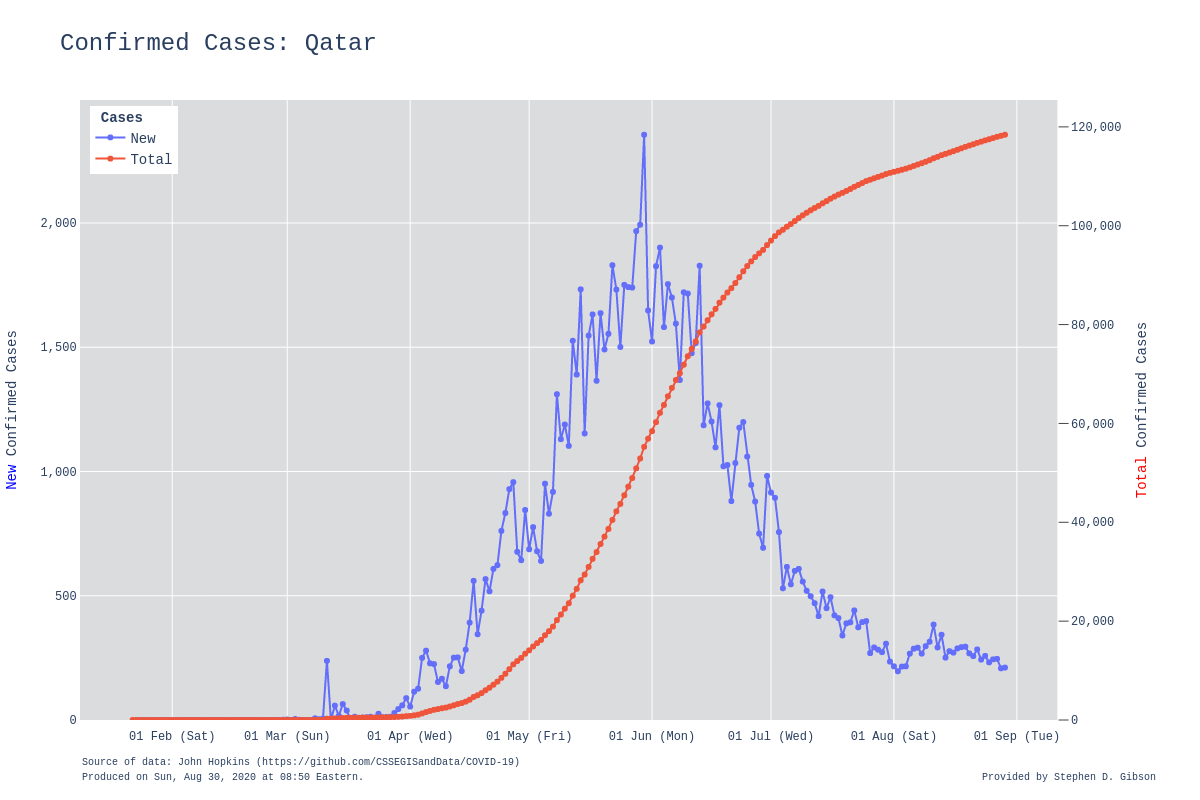 Confirmed Cases: Qatar
Cases
New
Total
2,000
1,500
1,000
500
0
120,000
100,000
80,000
60,000
40,000
20,000
0
New Confirmed Cases
Total Confirmed Cases
01 Feb (Sat) 01 Mar (Sun) 01 Apr (Wed) 01 May (Fri) 01 Jun (Mon) 01 Jul (Wed) 01 Aug (Sat) 01 Sep (Tue)
Source of data: John Hopkins (https://github.com/CSSEGISandData/COVID-19)
Produced on Sun, Aug 30, 2020 at 08:50 Eastern.
Provided by Stephen D. Gibson